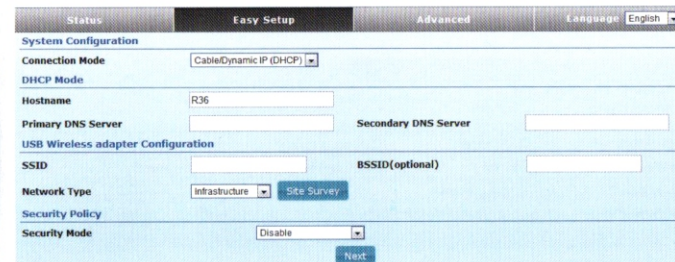 Status Easy Setup Advanced Language English
System Configuration
Connection Mode Cable/Dynamic IP (DHCP)
DHCP Mode
Hostname R36
Primary DNS Server Secondary DNS Server
USB Wireless adapter Configuration
SSID BSSID(optional)
Network Type Infrastructure Site Survey
Security Policy
Security Mode Disable
Next